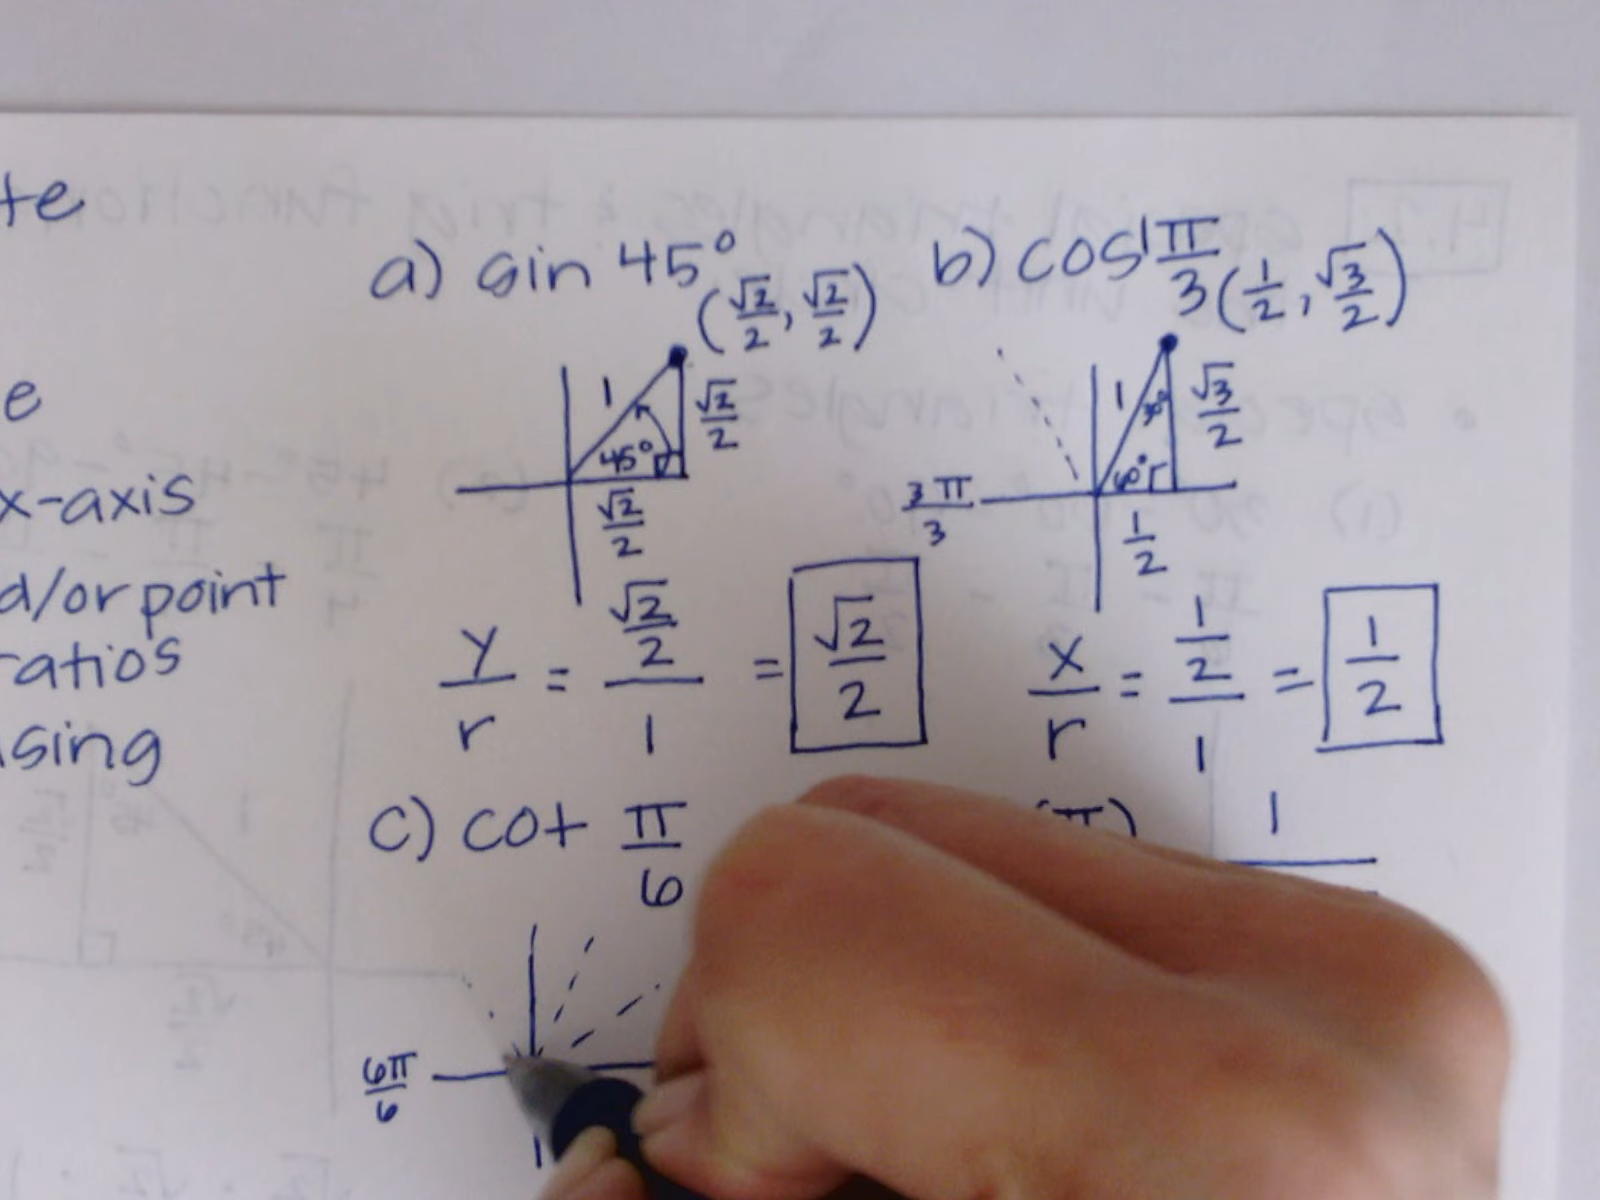 te
e
x-axis
d/or point
ratios
sing
a) sin 45°
(√2/2, √2/2)
1
√2/2
45°
√2/2
y/r = (√2/2)/1 = √2/2
b) cos 1π/3
(1/2, √3/2)
1
30°
√3/2
60°
3π/3
1/2
x/r = (1/2)/1 = 1/2
c) cot π/6
6π/6
π)
1